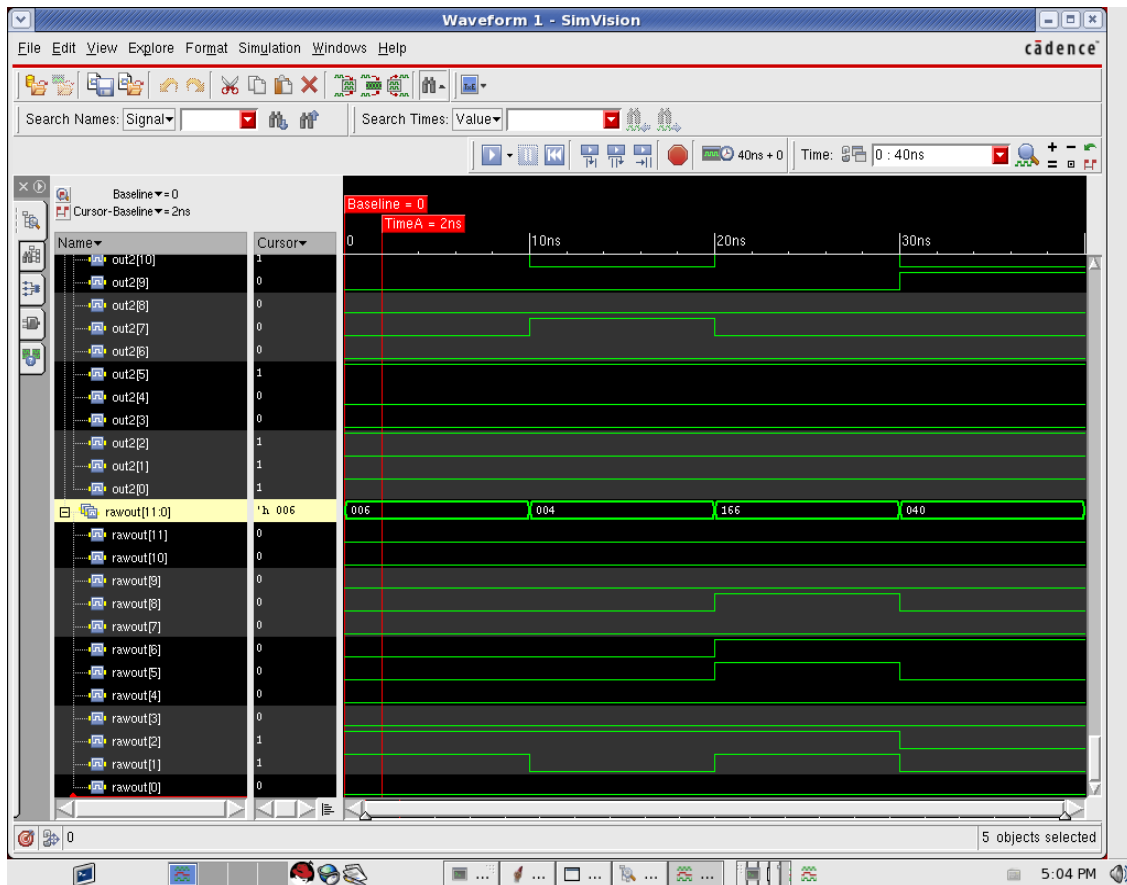 Waveform 1 - SimVision
File Edit View Explore Format Simulation Windows Help
cādence
Search Names: Signal
Search Times: Value
40ns + 0
Time: 0 : 40ns
Baseline = 0
Cursor-Baseline = 2ns
Baseline = 0
TimeA = 2ns
Name Cursor 0 10ns 20ns 30ns
out2[10] 1
out2[9] 0
out2[8] 0
out2[7] 0
out2[6] 0
out2[5] 1
out2[4] 0
out2[3] 0
out2[2] 1
out2[1] 1
out2[0] 1
rawout[11:0] 'h 006 006 004 166 040
rawout[11] 0
rawout[10] 0
rawout[9] 0
rawout[8] 0
rawout[7] 0
rawout[6] 0
rawout[5] 0
rawout[4] 0
rawout[3] 0
rawout[2] 1
rawout[1] 1
rawout[0] 0
0
5 objects selected
... ... ... ... ...
5:04 PM